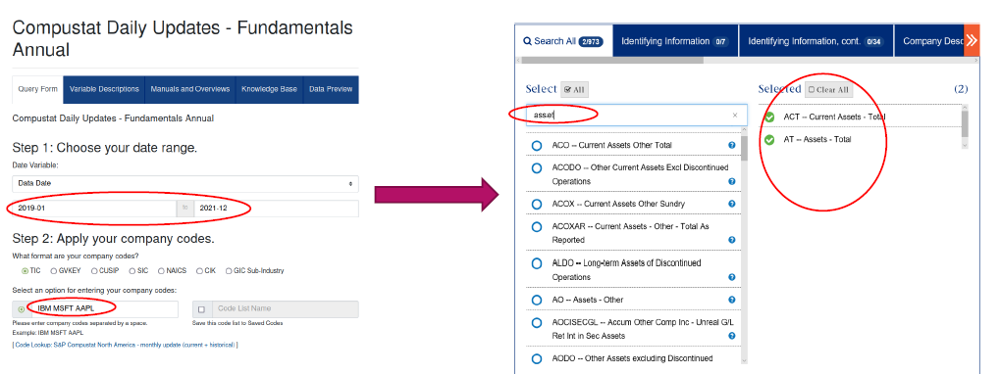 Compustat Daily Updates - Fundamentals
Annual
Query Form Variable Descriptions Manuals and Overviews Knowledge Base Data Preview
Compustat Daily Updates - Fundamentals Annual
Step 1: Choose your date range.
Date Variable:
Data Date
2019-01 to 2021-12
Step 2: Apply your company codes.
What format are your company codes?
TIC GVKEY CUSIP SIC NAICS CIK GIC Sub-Industry
Select an option for entering your company codes:
IBM MSFT AAPL Code List Name
Please enter company codes separated by a space. Save this code list to Saved Codes
Example: IBM MSFT AAPL
[ Code Lookup: S&P Compustat North America - monthly update (current + historical) ]
Search All 2/973 Identifying Information 0/7 Identifying Information, cont. 0/34 Company Desc
Select All
asset ×
ACO -- Current Assets Other Total
ACODO -- Other Current Assets Excl Discontinued
Operations
ACOX -- Current Assets Other Sundry
ACOXAR -- Current Assets - Other - Total As
Reported
ALDO -- Long-term Assets of Discontinued
Operations
AO -- Assets - Other
AOCISECGL -- Accum Other Comp Inc - Unreal G/L
Ret Int in Sec Assets
AODO -- Other Assets excluding Discontinued
Selected Clear All (2)
ACT -- Current Assets - Total
AT -- Assets - Total